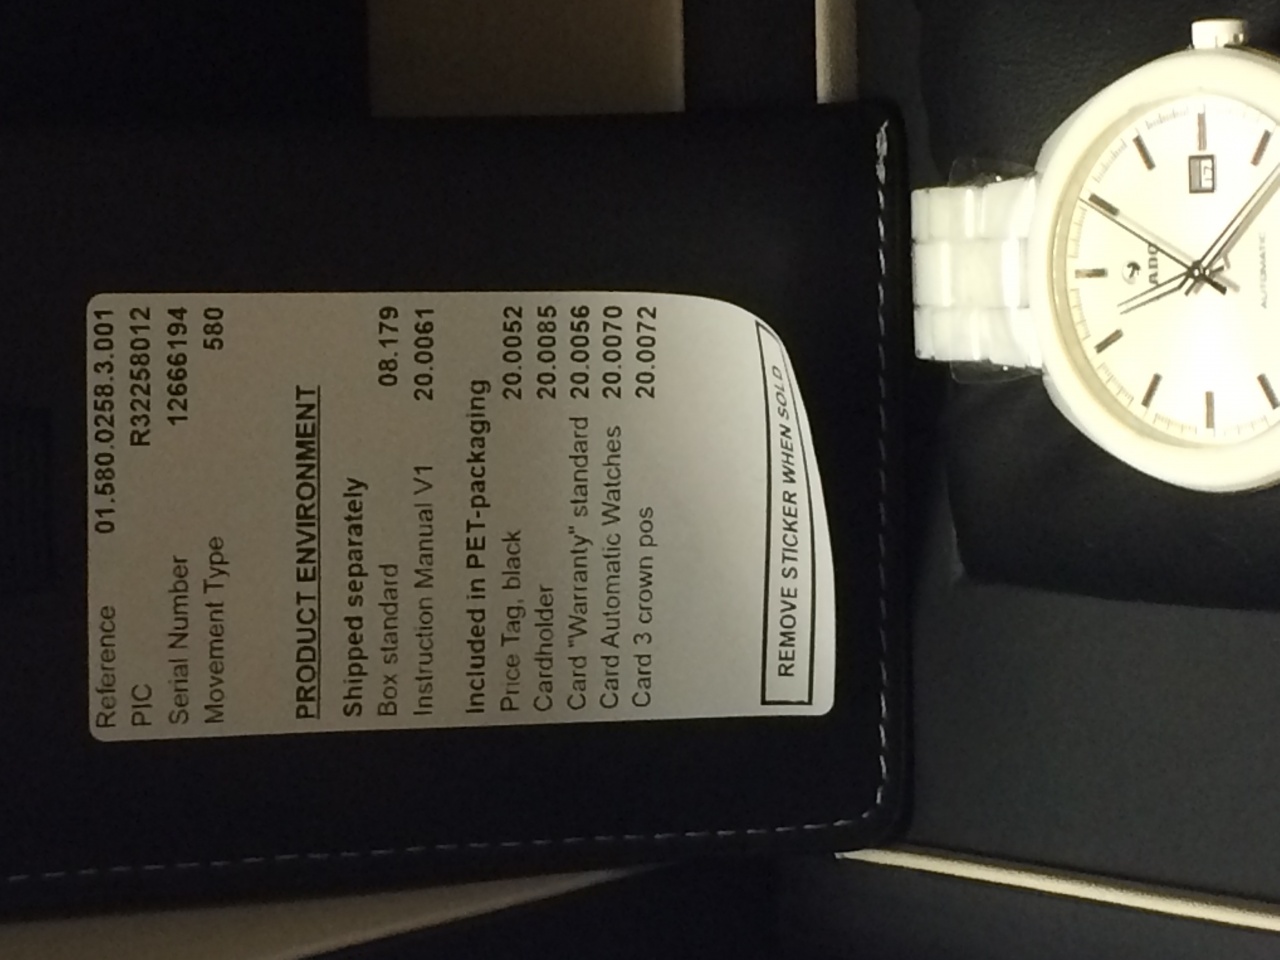 Reference 01.580.0258.3.001
PIC R32258012
Serial Number 12666194
Movement Type 580
PRODUCT ENVIRONMENT
Shipped separately
Box standard 08.179
Instruction Manual V1 20.0061
Included in PET-packaging
Price Tag, black 20.0052
Cardholder 20.0085
Card "Warranty" standard 20.0056
Card Automatic Watches 20.0070
Card 3 crown pos 20.0072
REMOVE STICKER WHEN SOLD
17
AUTOMATIC